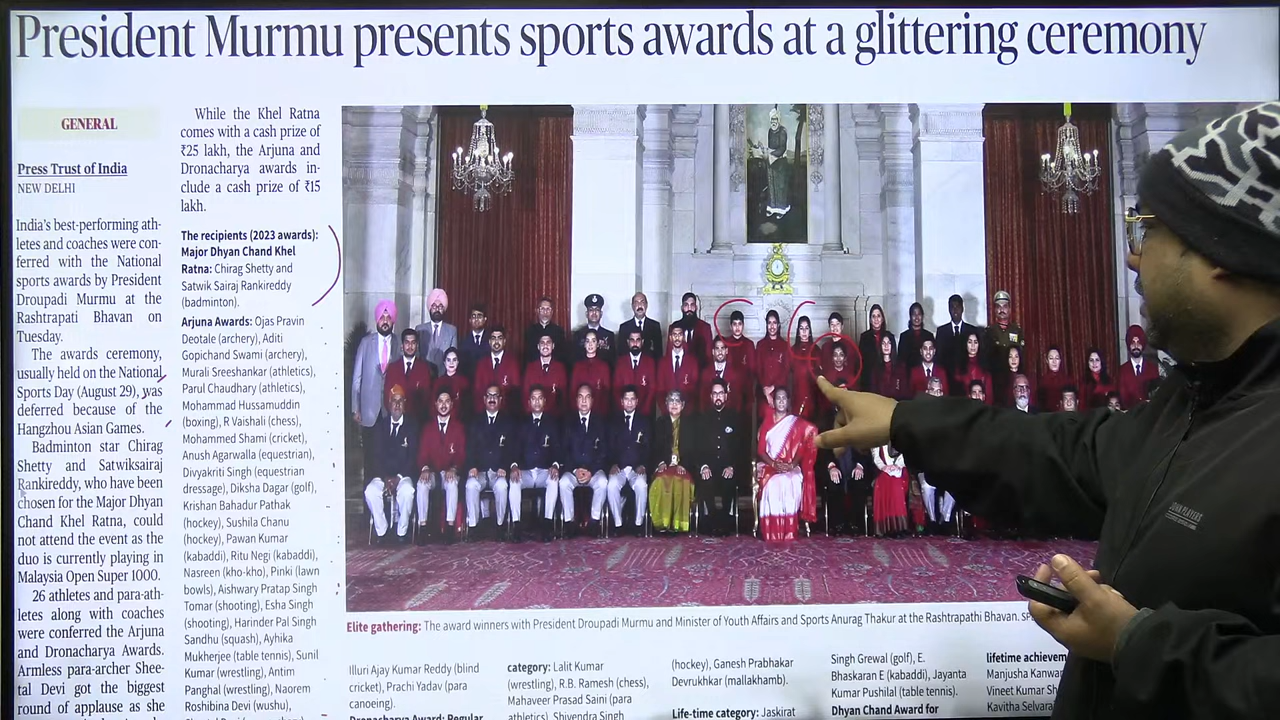 President Murmu presents sports awards at a glittering ceremony
GENERAL
Press Trust of India
NEW DELHI
India's best-performing ath-
letes and coaches were con-
ferred with the National
sports awards by President
Droupadi Murmu at the
Rashtrapati Bhavan on
Tuesday.
The awards ceremony,
usually held on the National
Sports Day (August 29), was
deferred because of the
Hangzhou Asian Games.
Badminton star Chirag
Shetty and Satwiksairaj
Rankireddy, who have been
chosen for the Major Dhyan
Chand Khel Ratna, could
not attend the event as the
duo is currently playing in
Malaysia Open Super 1000.
26 athletes and para-ath-
letes along with coaches
were conferred the Arjuna
and Dronacharya Awards.
Armless para-archer Shee-
tal Devi got the biggest
round of applause as she
While the Khel Ratna
comes with a cash prize of
₹25 lakh, the Arjuna and
Dronacharya awards in-
clude a cash prize of ₹15
lakh.
The recipients (2023 awards):
Major Dhyan Chand Khel
Ratna: Chirag Shetty and
Satwik Sairaj Rankireddy
(badminton).
Arjuna Awards: Ojas Pravin
Deotale (archery), Aditi
Gopichand Swami (archery),
Murali Sreeshankar (athletics),
Parul Chaudhary (athletics),
Mohammad Hussamuddin
(boxing), R Vaishali (chess),
Mohammed Shami (cricket),
Anush Agarwalla (equestrian),
Divyakriti Singh (equestrian
dressage), Diksha Dagar (golf),
Krishan Bahadur Pathak
(hockey), Sushila Chanu
(hockey), Pawan Kumar
(kabaddi), Ritu Negi (kabaddi),
Nasreen (kho-kho), Pinki (lawn
bowls), Aishwary Pratap Singh
Tomar (shooting), Esha Singh
(shooting), Harinder Pal Singh
Sandhu (squash), Ayhika
Mukherjee (table tennis), Sunil
Kumar (wrestling), Antim
Panghal (wrestling), Naorem
Roshibina Devi (wushu),
Elite gathering: The award winners with President Droupadi Murmu and Minister of Youth Affairs and Sports Anurag Thakur at the Rashtrapathi Bhavan.
Illuri Ajay Kumar Reddy (blind
cricket), Prachi Yadav (para
canoeing).
Dronacharya Award: Regular
category: Lalit Kumar
(wrestling), R.B. Ramesh (chess),
Mahaveer Prasad Saini (para
athletics), Shivendra Singh
(hockey), Ganesh Prabhakar
Devrukhkar (mallakhamb).
Life-time category: Jaskirat
Singh Grewal (golf), E.
Bhaskaran E (kabaddi), Jayanta
Kumar Pushilal (table tennis).
Dhyan Chand Award for
lifetime achievem
Manjusha Kanwar
Vineet Kumar Sh
Kavitha Selvara